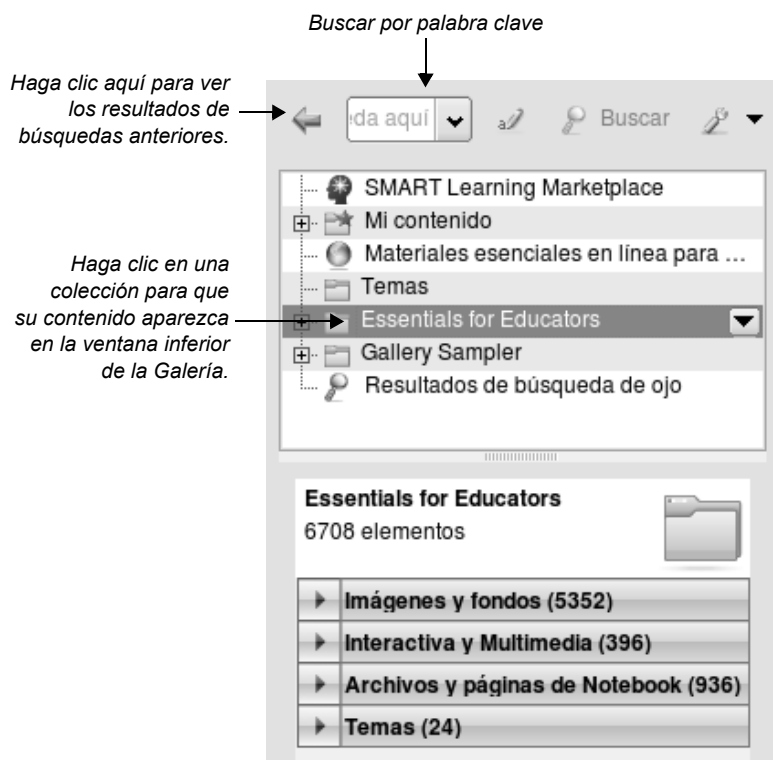 Buscar por palabra clave
Haga clic aquí para ver
los resultados de
búsquedas anteriores.
eda aquí
Buscar
SMART Learning Marketplace
Mi contenido
Materiales esenciales en línea para ...
Temas
Haga clic en una
colección para que
su contenido aparezca
en la ventana inferior
de la Galería.
Essentials for Educators
Gallery Sampler
Resultados de búsqueda de ojo
Essentials for Educators
6708 elementos
Imágenes y fondos (5352)
Interactiva y Multimedia (396)
Archivos y páginas de Notebook (936)
Temas (24)